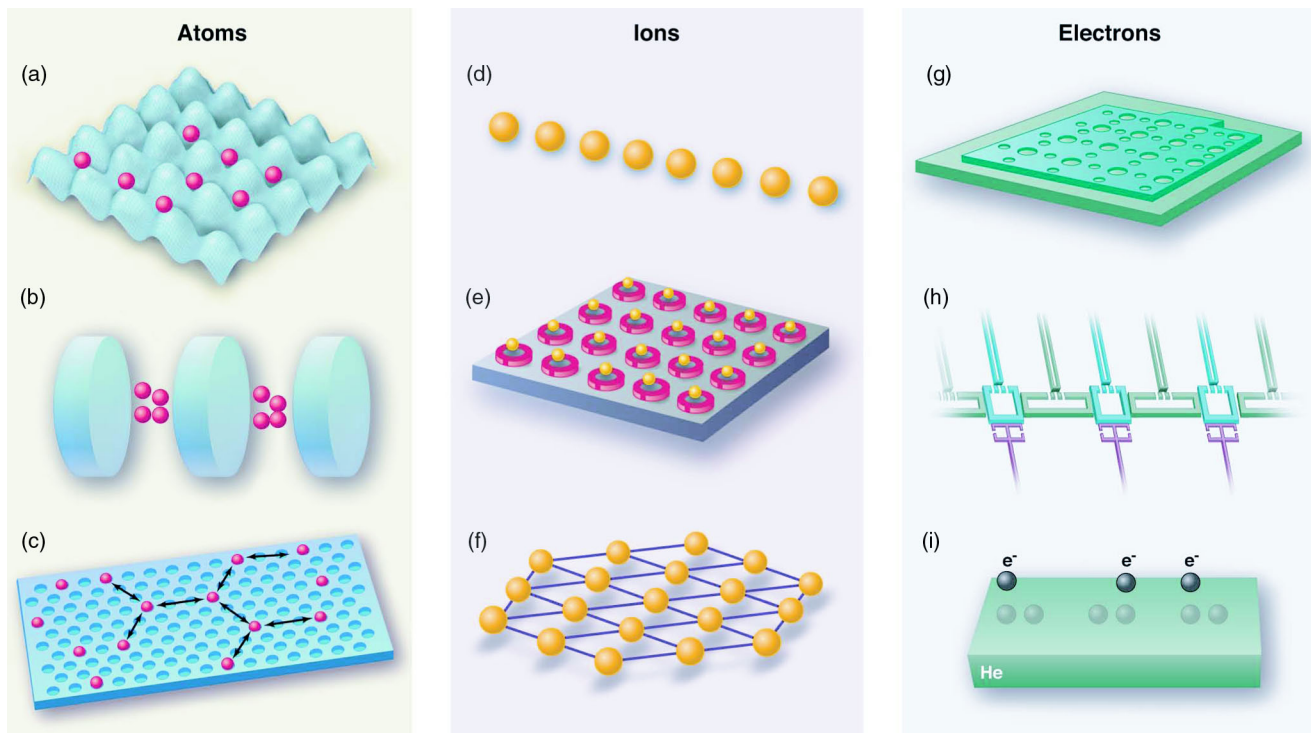 Atoms
(a)
(b)
(c)
Ions
(d)
(e)
(f)
Electrons
(g)
(h)
(i)
e-
e-
e-
He